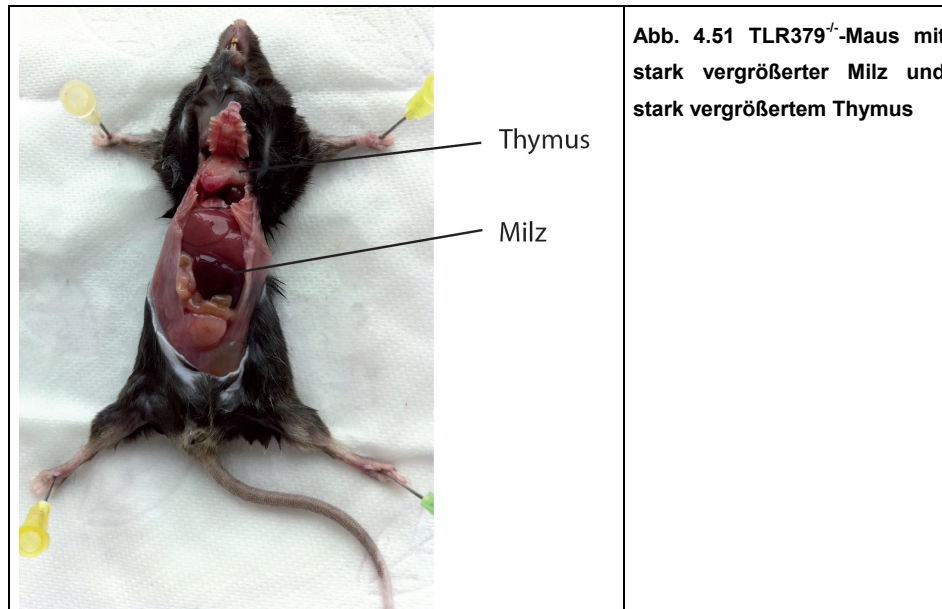 Abb. 4.51 TLR379-/--Maus mit
stark vergrößerter Milz und
stark vergrößertem Thymus
Thymus
Milz